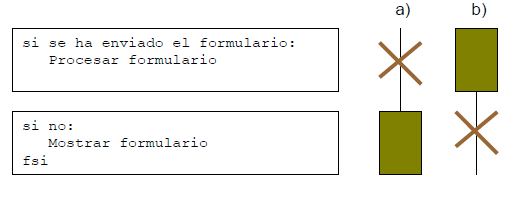 a) b)
si se ha enviado el formulario:
Procesar formulario
si no:
Mostrar formulario
fsi